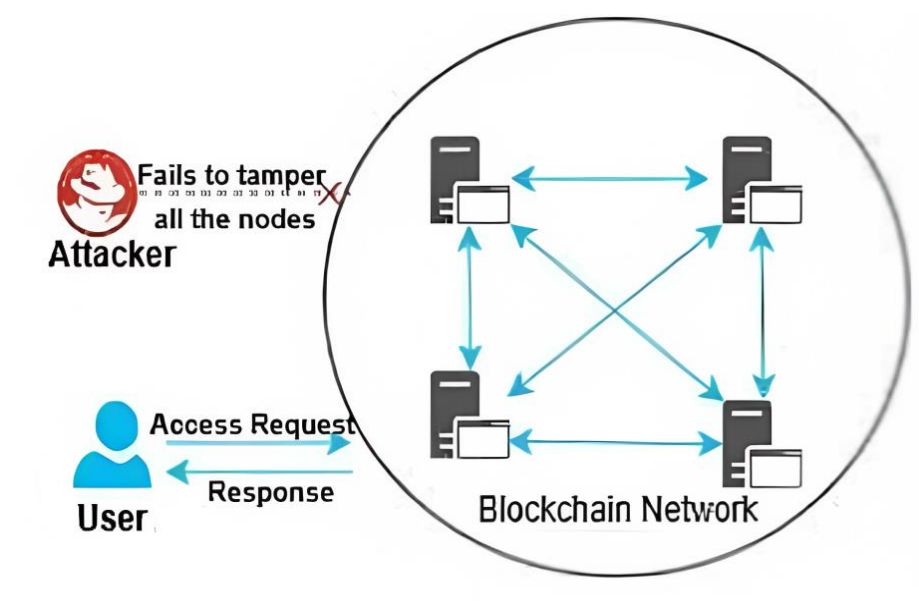 Fails to tamper
all the nodes
Attacker
Access Request
Response
User
Blockchain Network